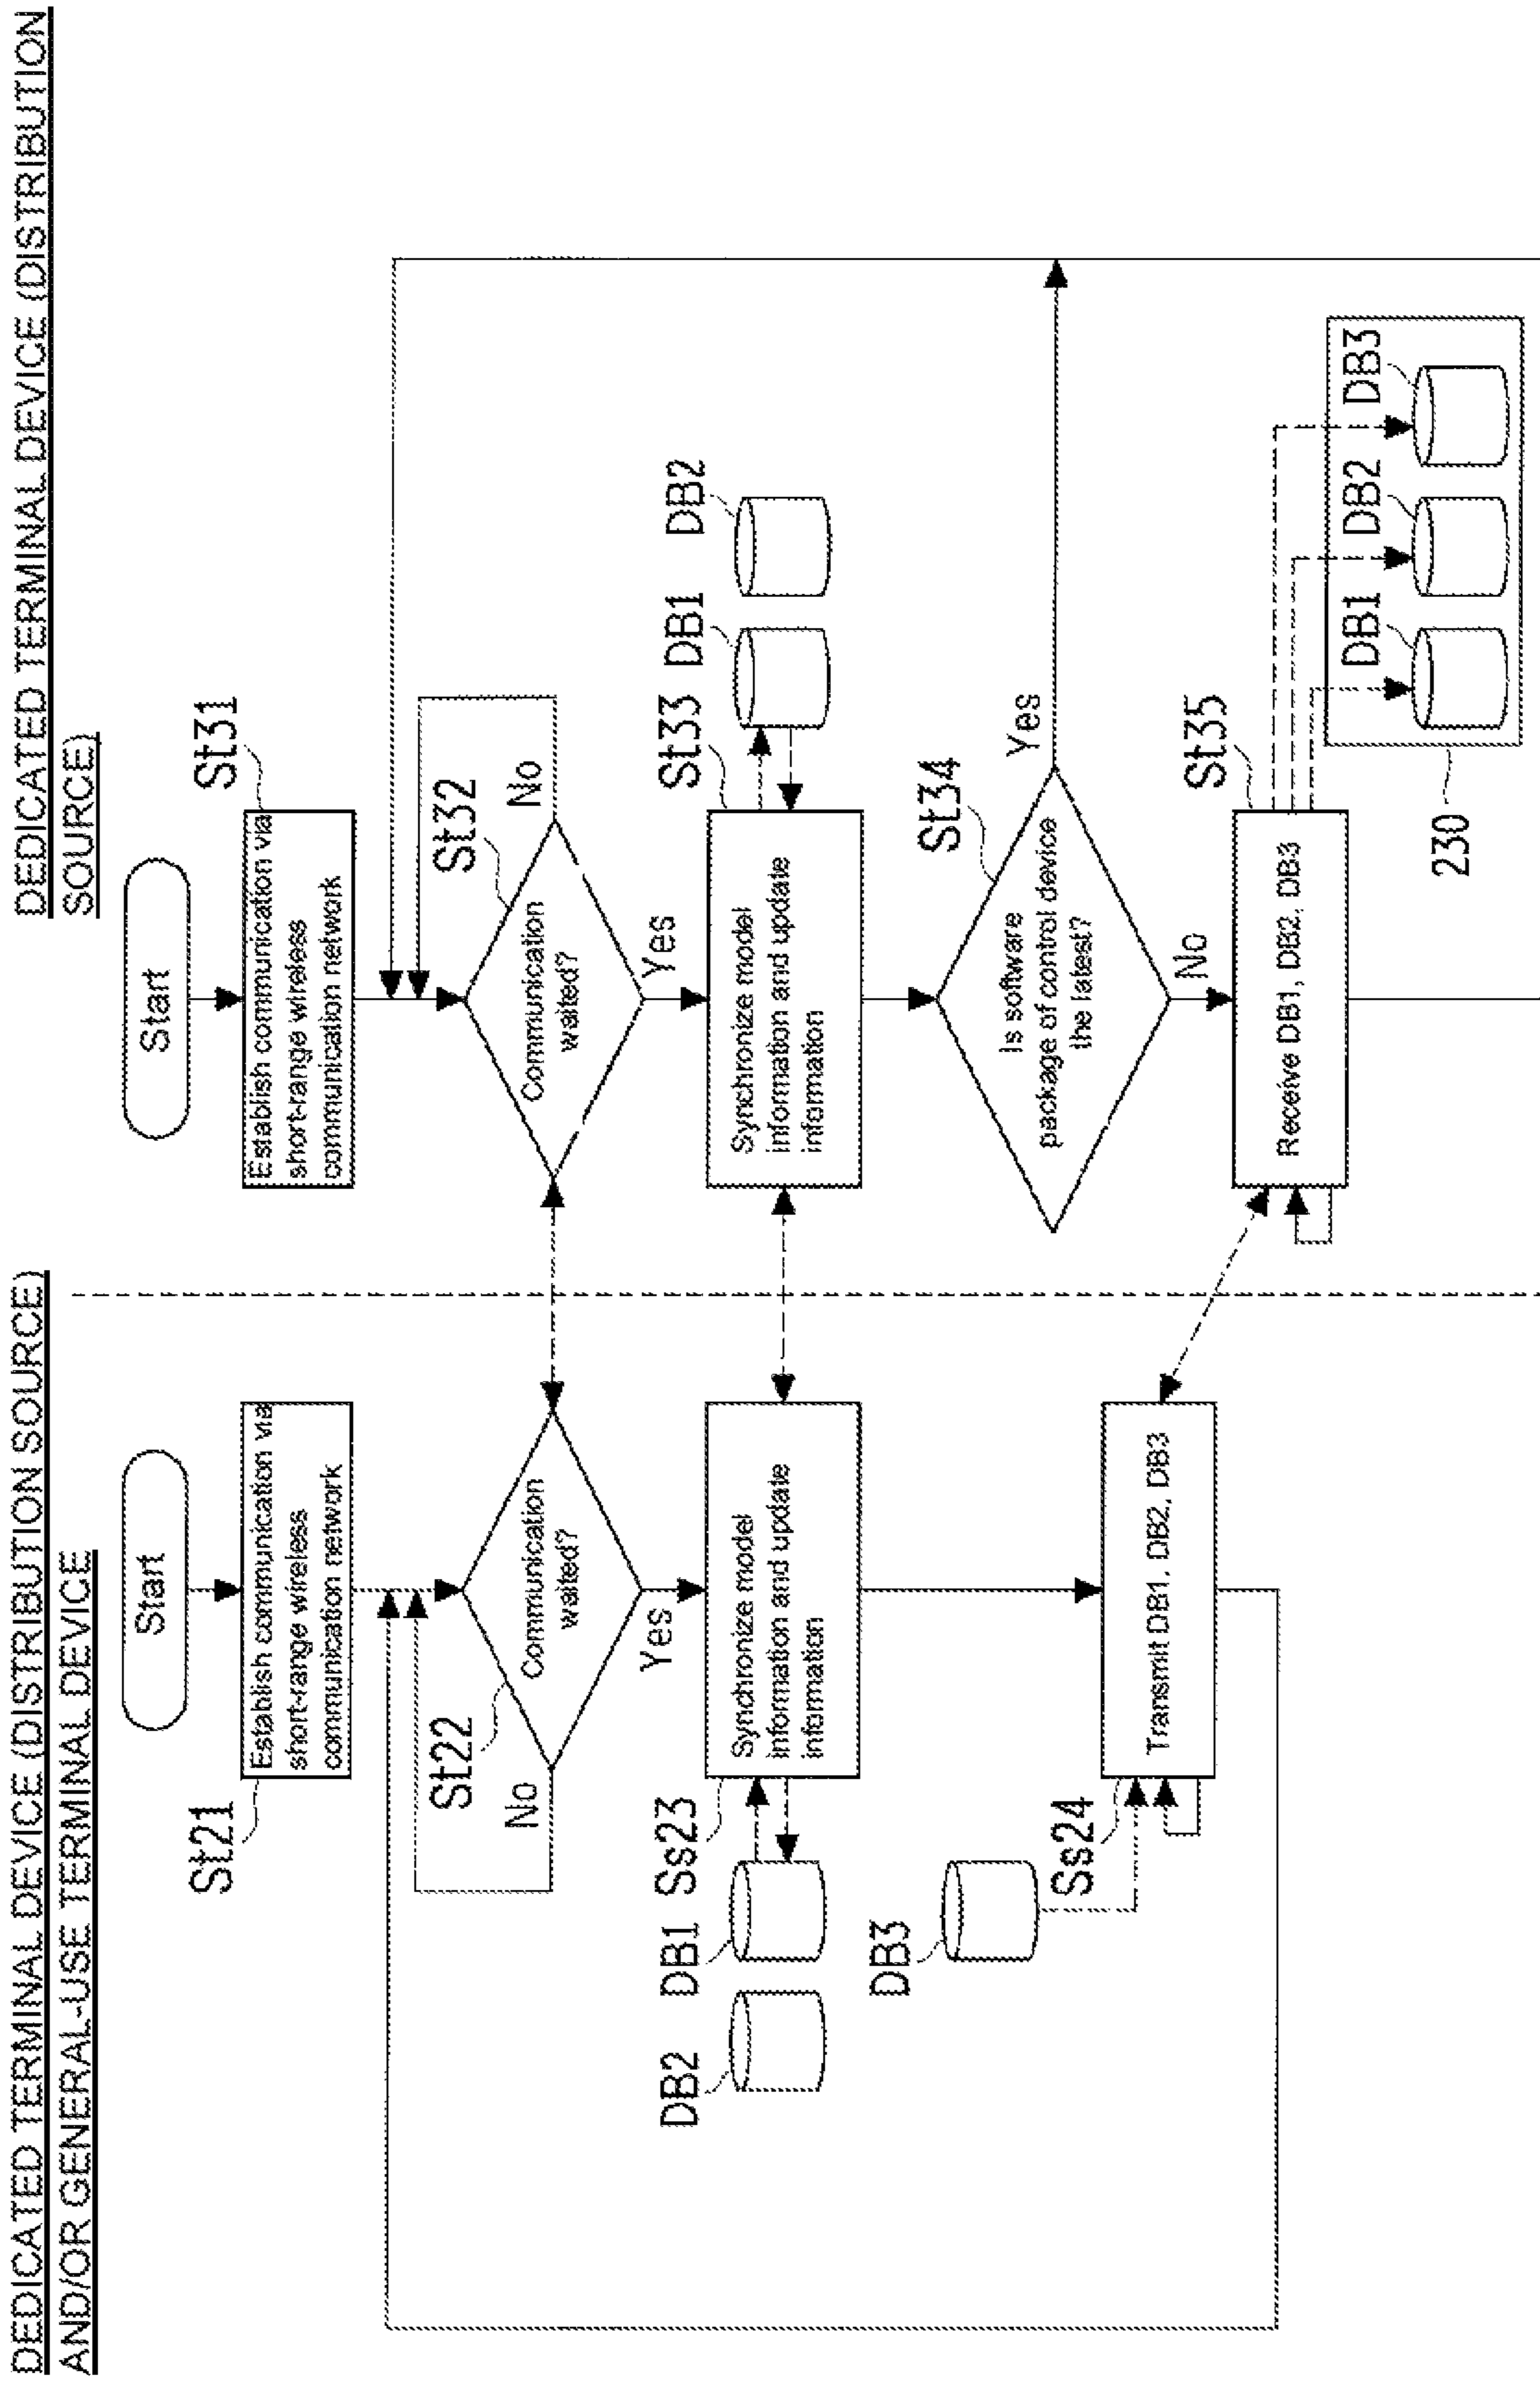 DEDICATED TERMINAL DEVICE (DISTRIBUTION SOURCE)
AND/OR GENERAL-USE TERMINAL DEVICE
Start
St21
Establish communication via
short-range wireless
communication network
St22
Communication
waited?
No
Yes
Ss23
Synchronize model
information and update
information
DB2
DB1
DB3
Ss24
Transmit DB1, DB2, DB3
DEDICATED TERMINAL DEVICE (DISTRIBUTION
SOURCE)
Start
St31
Establish communication via
short-range wireless
communication network
St32
Communication
waited?
No
Yes
St33
Synchronize model
information and update
information
DB1
DB2
St34
Is software
package of control device
the latest?
Yes
No
St35
Receive DB1, DB2, DB3
230
DB1
DB2
DB3